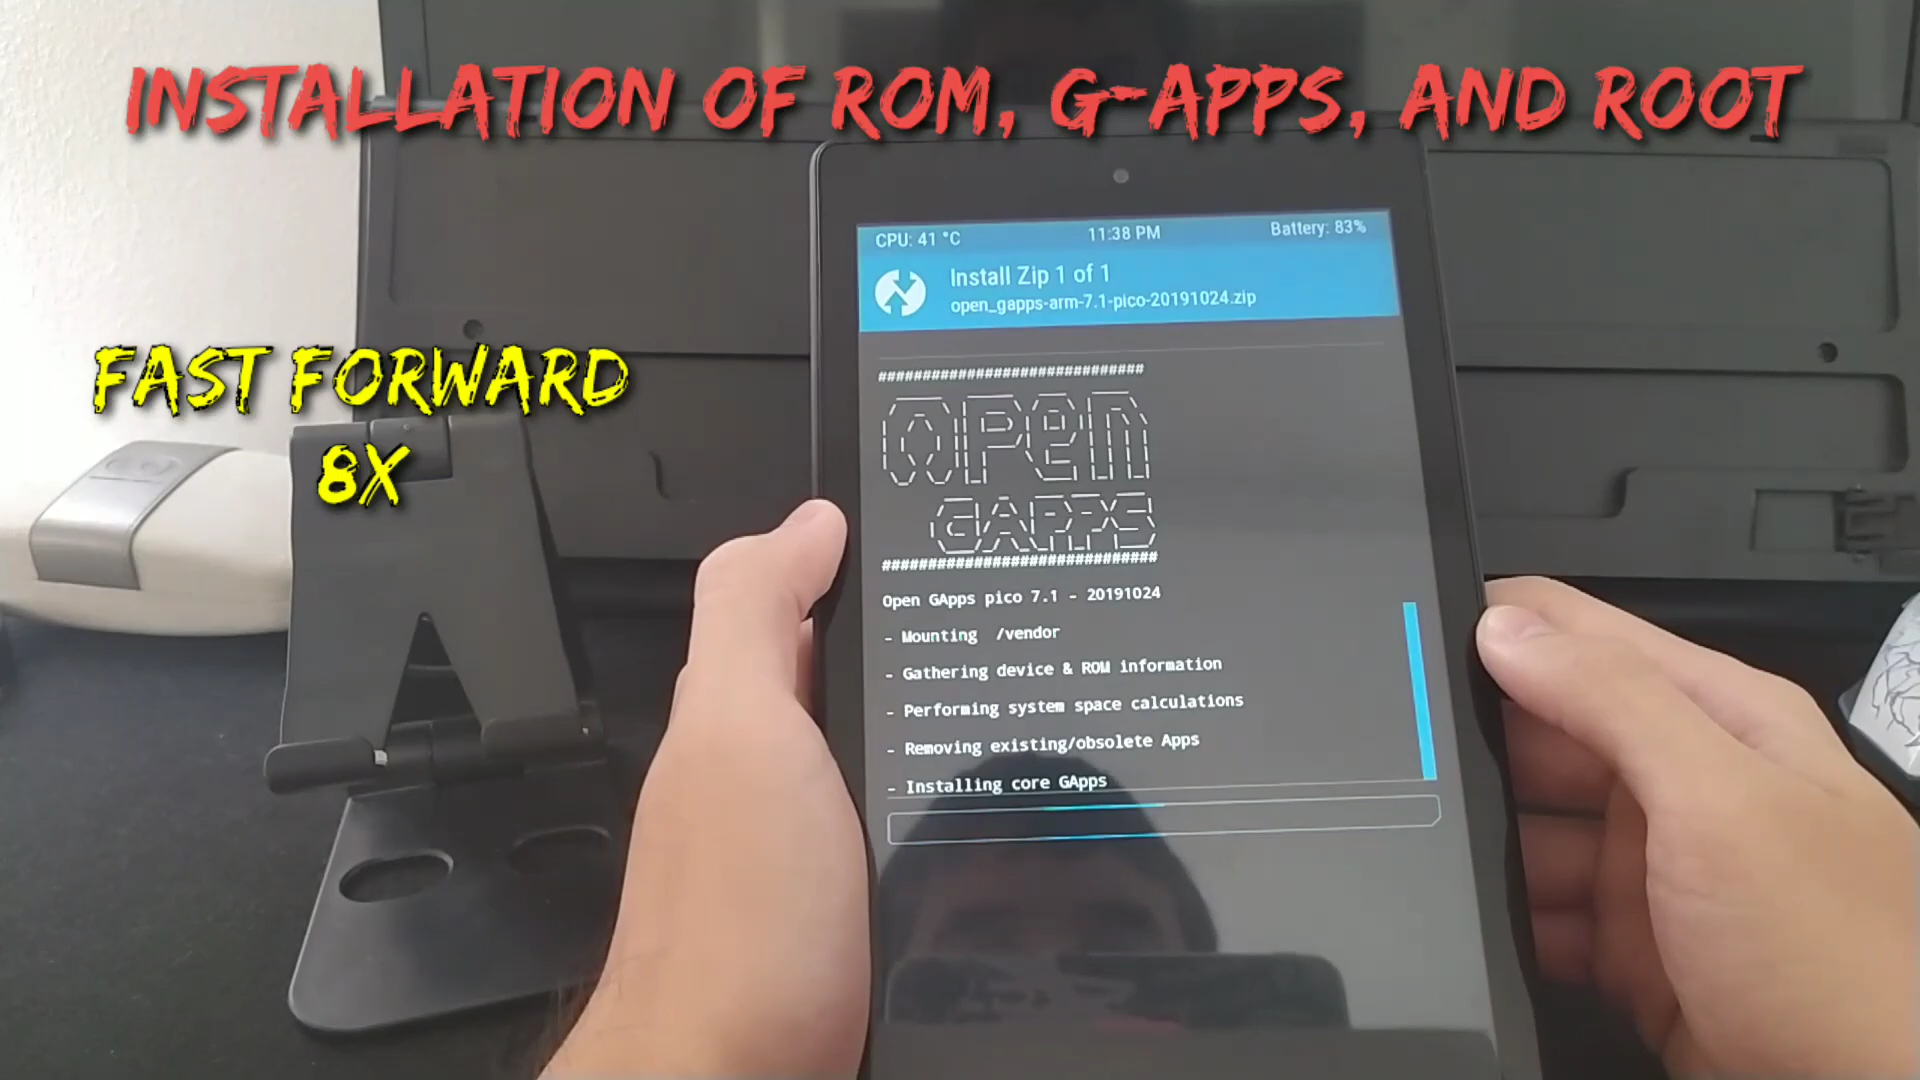 INSTALLATION OF ROM, G-APPS, AND ROOT
FAST FORWARD
8X
CPU: 41 °C 11:38 PM Battery: 83%
Install Zip 1 of 1
open_gapps-arm-7.1-pico-20191024.zip
############################
OPEN
GAPPS
############################
Open GApps pico 7.1 - 20191024
- Mounting /vendor
- Gathering device & ROM information
- Performing system space calculations
- Removing existing/obsolete Apps
- Installing core GApps